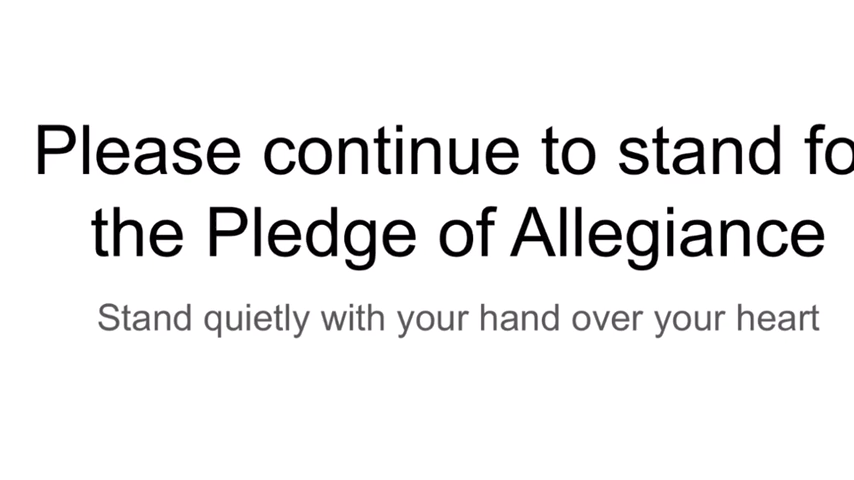 Please continue to stand fo
the Pledge of Allegiance
Stand quietly with your hand over your heart